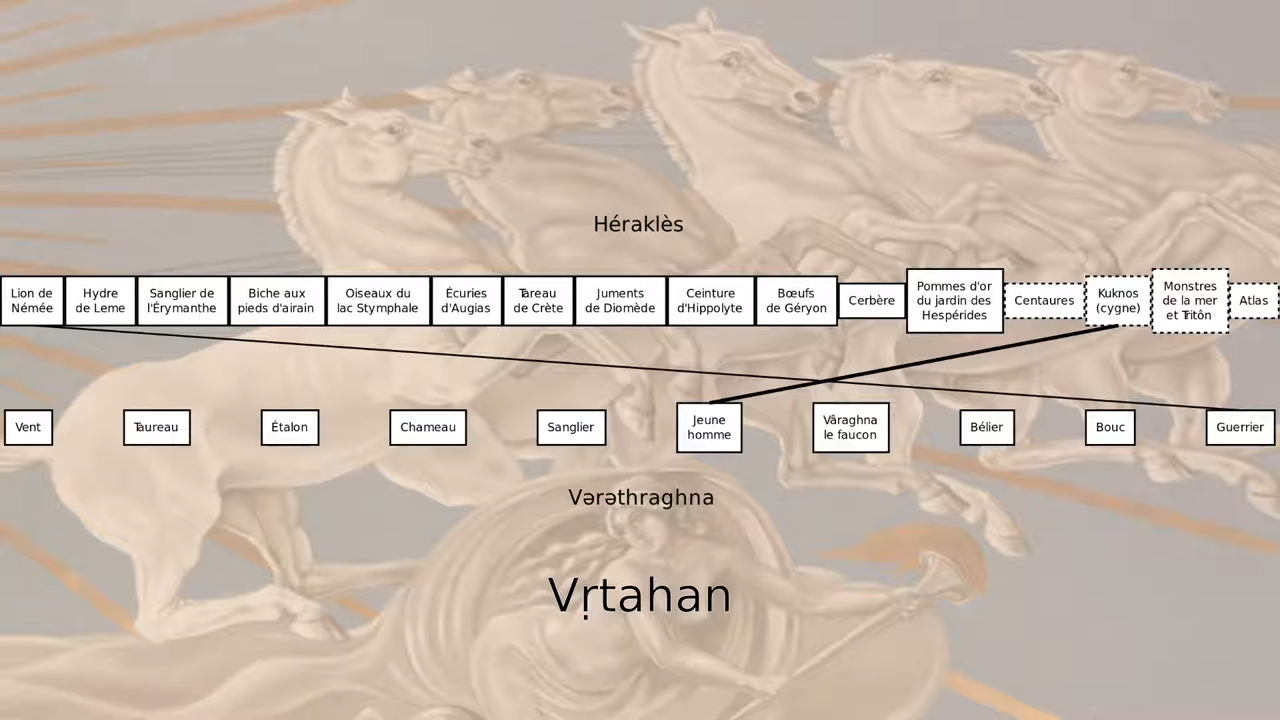 Héraklès
Lion de
Némée
Hydre
de Leme
Sanglier de
l'Érymanthe
Biche aux
pieds d'airain
Oiseaux du
lac Stymphale
Écuries
d'Augias
Tareau
de Crète
Juments
de Diomède
Ceinture
d'Hippolyte
Bœufs
de Géryon
Cerbère
Pommes d'or
du jardin des
Hespérides
Centaures
Kuknos
(cygne)
Monstres
de la mer
et Tritôn
Atlas
Vent
Taureau
Étalon
Chameau
Sanglier
Jeune
homme
Vâraghna
le faucon
Bélier
Bouc
Guerrier
Vərəthraghna
Vṛtahan